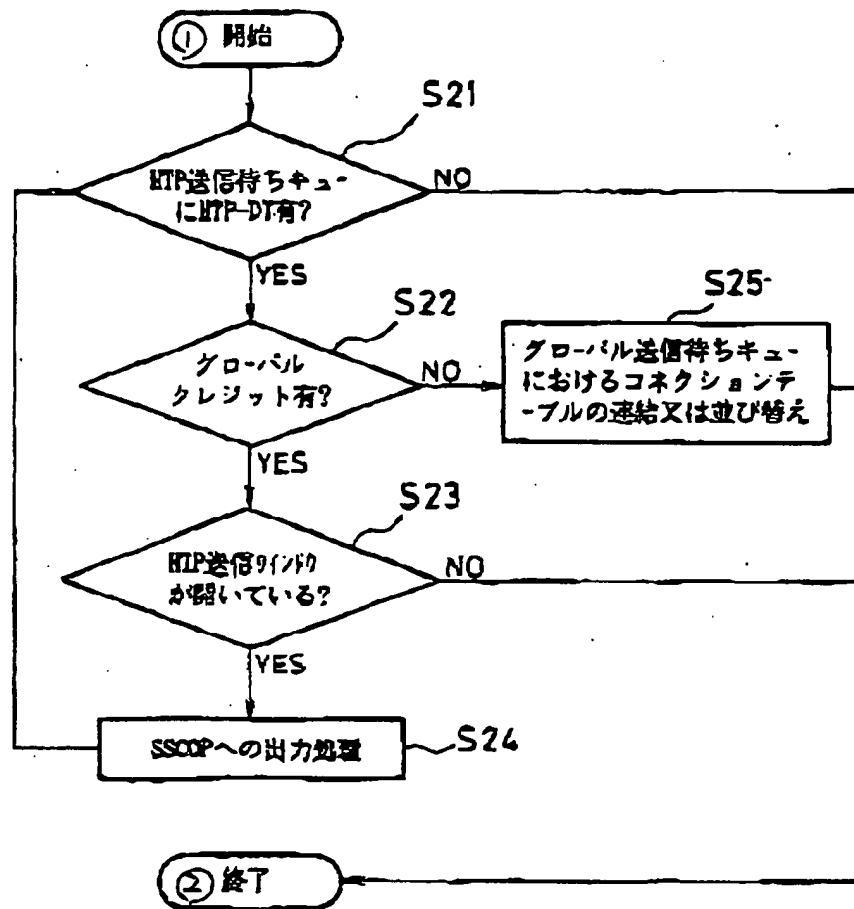 ① 開始
S21
MTP送信待ちキュー
にMTP-DT有?
NO
YES
S22
グローバル
クレジット有?
NO
YES
S25
グローバル送信待ちキュー
におけるコネクションテ
ーブルの連結又は並び替え
S23
MTP送信ウインドウ
が開いている?
NO
YES
SSCOPへの出力処理
S24
② 終了